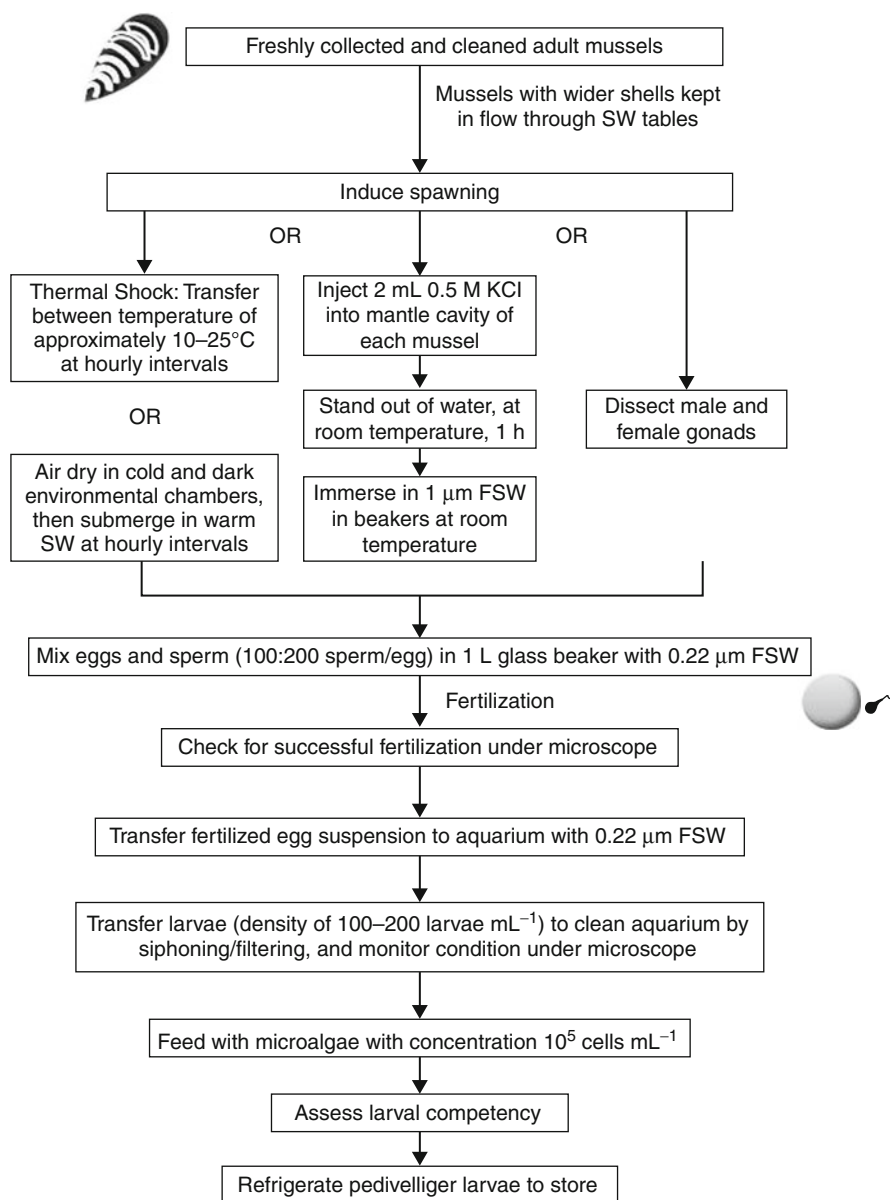 Freshly collected and cleaned adult mussels
Mussels with wider shells kept
in flow through SW tables
Induce spawning
OR
OR
Thermal Shock: Transfer
between temperature of
approximately 10–25°C
at hourly intervals
OR
Air dry in cold and dark
environmental chambers,
then submerge in warm
SW at hourly intervals
Inject 2 mL 0.5 M KCl
into mantle cavity of
each mussel
Stand out of water, at
room temperature, 1 h
Immerse in 1 μm FSW
in beakers at room
temperature
Dissect male and
female gonads
Mix eggs and sperm (100:200 sperm/egg) in 1 L glass beaker with 0.22 μm FSW
Fertilization
Check for successful fertilization under microscope
Transfer fertilized egg suspension to aquarium with 0.22 μm FSW
Transfer larvae (density of 100–200 larvae mL⁻¹) to clean aquarium by
siphoning/filtering, and monitor condition under microscope
Feed with microalgae with concentration 10⁵ cells mL⁻¹
Assess larval competency
Refrigerate pedivelliger larvae to store